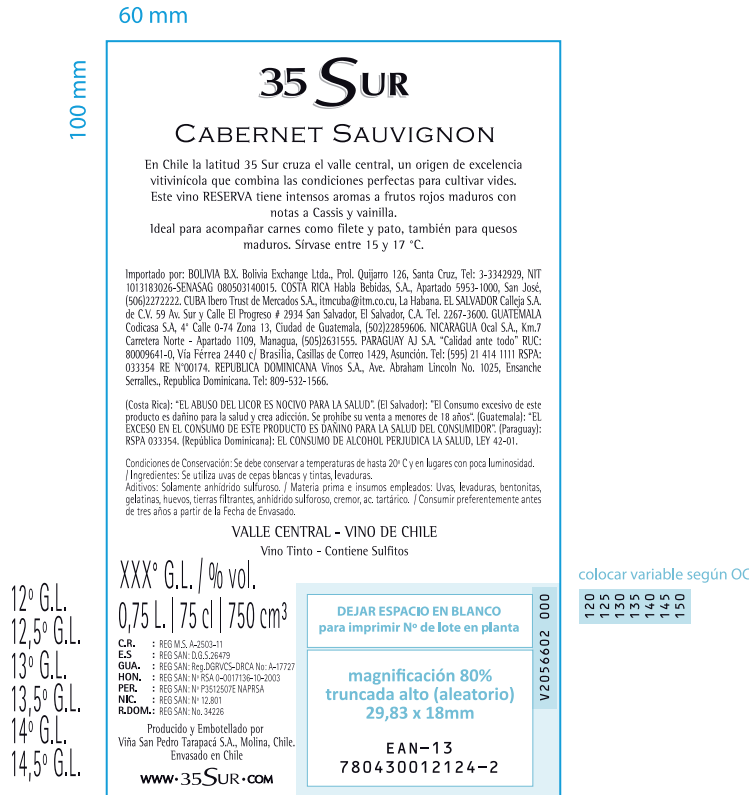 60 mm
100 mm
35 SUR
CABERNET SAUVIGNON
En Chile la latitud 35 Sur cruza el valle central, un origen de excelencia
vitivinícola que combina las condiciones perfectas para cultivar vides.
Este vino RESERVA tiene intensos aromas a frutos rojos maduros con
notas a Cassis y vainilla.
Ideal para acompañar carnes como filete y pato, también para quesos
maduros. Sírvase entre 15 y 17 °C.
Importado por: BOLIVIA B.X. Bolivia Exchange Ltda., Prol. Quijarro 126, Santa Cruz, Tel: 3-3342929, NIT
1013183026-SENASAG 080503140015. COSTA RICA Habla Bebidas, S.A., Apartado 5953-1000, San José,
(506)2272222. CUBA Ibero Trust de Mercados S.A., itmcuba@itm.co.cu, La Habana. EL SALVADOR Calleja S.A.
de C.V. 59 Av. Sur y Calle El Progreso # 2934 San Salvador, El Salvador, C.A. Tel. 2267-3600. GUATEMALA
Codicasa S.A, 4° Calle 0-74 Zona 13, Ciudad de Guatemala, (502)22859606. NICARAGUA Ocal S.A., Km.7
Carretera Norte - Apartado 1109, Managua, (505)2631555. PARAGUAY AJ S.A. “Calidad ante todo” RUC:
80009641-0, Vía Férrea 2440 c/ Brasilia, Casillas de Correo 1429, Asunción. Tel: (595) 21 414 1111 RSPA:
033354 RE N°00174. REPUBLICA DOMINICANA Vinos S.A., Ave. Abraham Lincoln No. 1025, Ensanche
Serralles., Republica Dominicana. Tel: 809-532-1566.
(Costa Rica): “EL ABUSO DEL LICOR ES NOCIVO PARA LA SALUD”. (El Salvador): "El Consumo excesivo de este
producto es dañino para la salud y crea adicción. Se prohíbe su venta a menores de 18 años“. (Guatemala): “EL
EXCESO EN EL CONSUMO DE ESTE PRODUCTO ES DAÑINO PARA LA SALUD DEL CONSUMIDOR”. (Paraguay):
RSPA 033354. (República Dominicana): EL CONSUMO DE ALCOHOL PERJUDICA LA SALUD, LEY 42-01.
Condiciones de Conservación: Se debe conservar a temperaturas de hasta 20º C y en lugares con poca luminosidad.
/ Ingredientes: Se utiliza uvas de cepas blancas y tintas, levaduras.
Aditivos: Solamente anhídrido sulfuroso. / Materia prima e insumos empleados: Uvas, levaduras, bentonitas,
gelatinas, huevos, tierras filtrantes, anhídrido sulforoso, cremor, ac. tartárico. / Consumir preferentemente antes
de tres años a partir de la Fecha de Envasado.
VALLE CENTRAL - VINO DE CHILE
Vino Tinto - Contiene Sulfitos
XXX° G.L. / % vol.
0,75 L. | 75 cl | 750 cm³
C.R. : REG M.S. A-2503-11
E.S : REG SAN: D.G.S.26479
GUA. : REG SAN: Reg.DGRVCS-DRCA No: A-17727
HON. : REG SAN: Nº RSA 0-0017136-10-2003
PER. : REG SAN: Nº P3512507E NAPRSA
NIC. : REG SAN: Nº 12,801
R.DOM.: REG SAN: No. 34226
Producido y Embotellado por
Viña San Pedro Tarapacá S.A., Molina, Chile.
Envasado en Chile
WWW·35SUR·COM
DEJAR ESPACIO EN BLANCO
para imprimir Nº de lote en planta
magnificación 80%
truncada alto (aleatorio)
29,83 x 18mm
EAN-13
780430012124-2
V2056602 000
colocar variable según OC
120
125
130
135
140
145
150
12º G.L.
12,5º G.L.
13º G.L.
13,5º G.L.
14º G.L.
14,5º G.L.